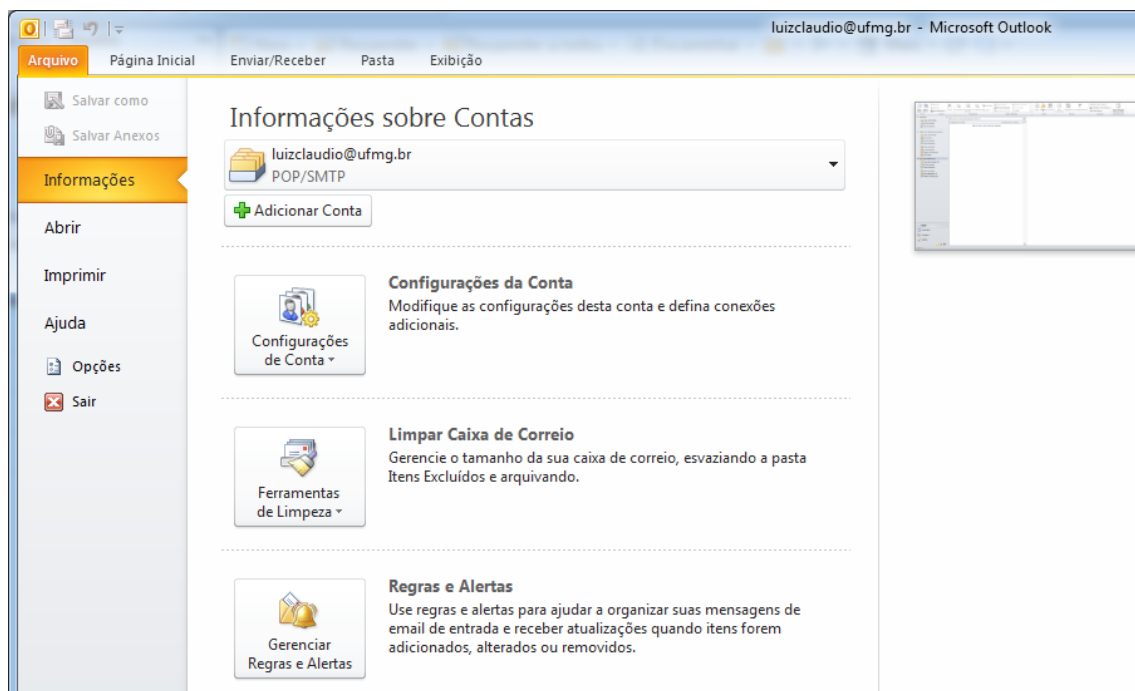 luizclaudio@ufmg.br - Microsoft Outlook
Arquivo Página Inicial Enviar/Receber Pasta Exibição
Salvar como
Salvar Anexos
Informações
Abrir
Imprimir
Ajuda
Opções
Sair
Informações sobre Contas
luizclaudio@ufmg.br
POP/SMTP
Adicionar Conta
Configurações
de Conta
Configurações da Conta
Modifique as configurações desta conta e defina conexões
adicionais.
Ferramentas
de Limpeza
Limpar Caixa de Correio
Gerencie o tamanho da sua caixa de correio, esvaziando a pasta
Itens Excluídos e arquivando.
Gerenciar
Regras e Alertas
Regras e Alertas
Use regras e alertas para ajudar a organizar suas mensagens de
email de entrada e receber atualizações quando itens forem
adicionados, alterados ou removidos.